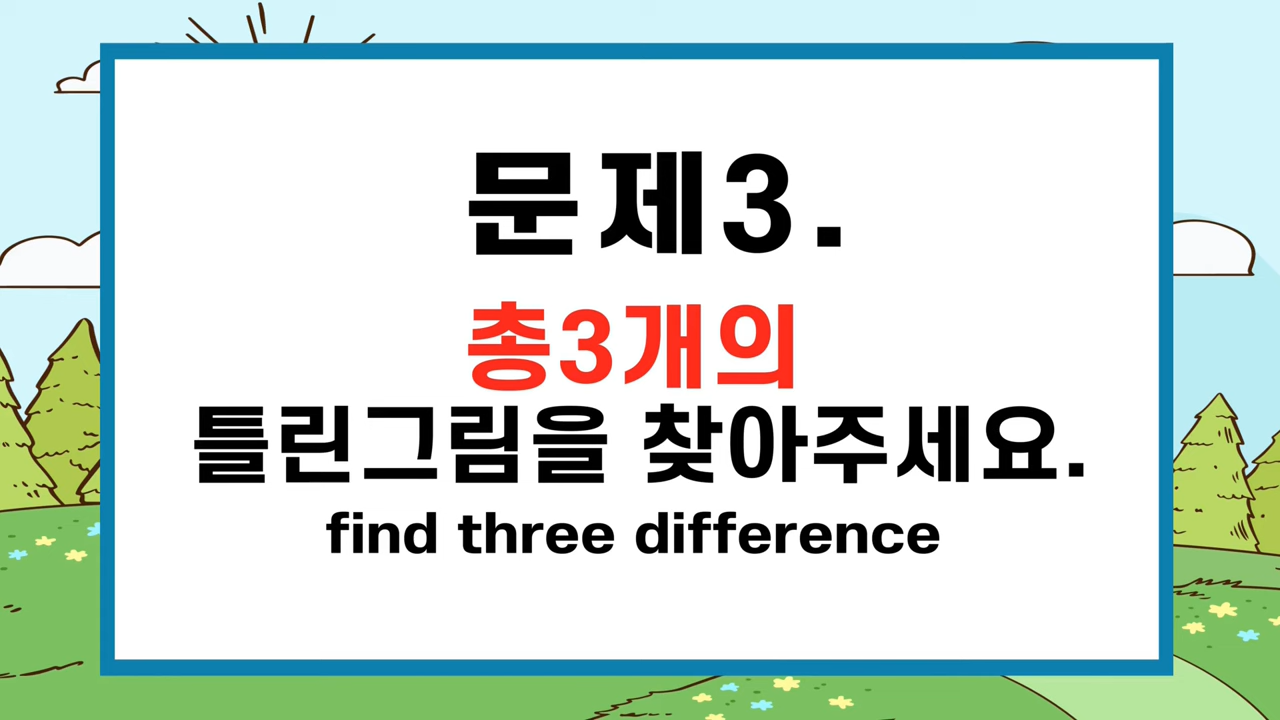 문제3.
총3개의
틀린그림을 찾아주세요.
find three difference